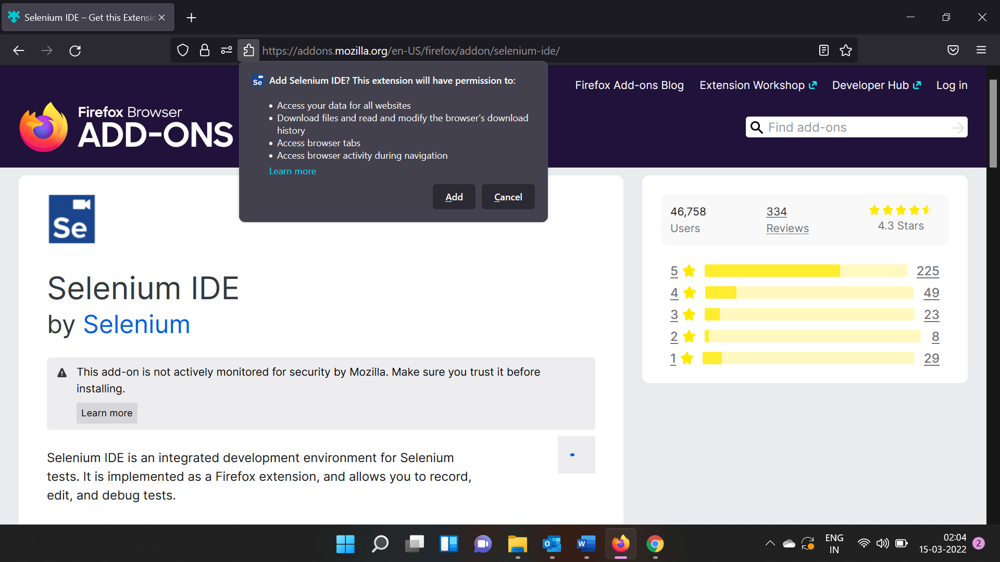 Selenium IDE – Get this Extensio
https://addons.mozilla.org/en-US/firefox/addon/selenium-ide/
Se
Add Selenium IDE? This extension will have permission to:
• Access your data for all websites
• Download files and read and modify the browser’s download
history
• Access browser tabs
• Access browser activity during navigation
Learn more
Add
Cancel
Firefox Add-ons Blog
Extension Workshop
Developer Hub
Log in
Firefox Browser
ADD-ONS
Find add-ons
Se
Selenium IDE
by Selenium
This add-on is not actively monitored for security by Mozilla. Make sure you trust it before
installing.
Learn more
Selenium IDE is an integrated development environment for Selenium
tests. It is implemented as a Firefox extension, and allows you to record,
edit, and debug tests.
46,758
Users
334
Reviews
4.3 Stars
5 225
4 49
3 23
2 8
1 29
O
W
ENG
IN
02:04
15-03-2022
2